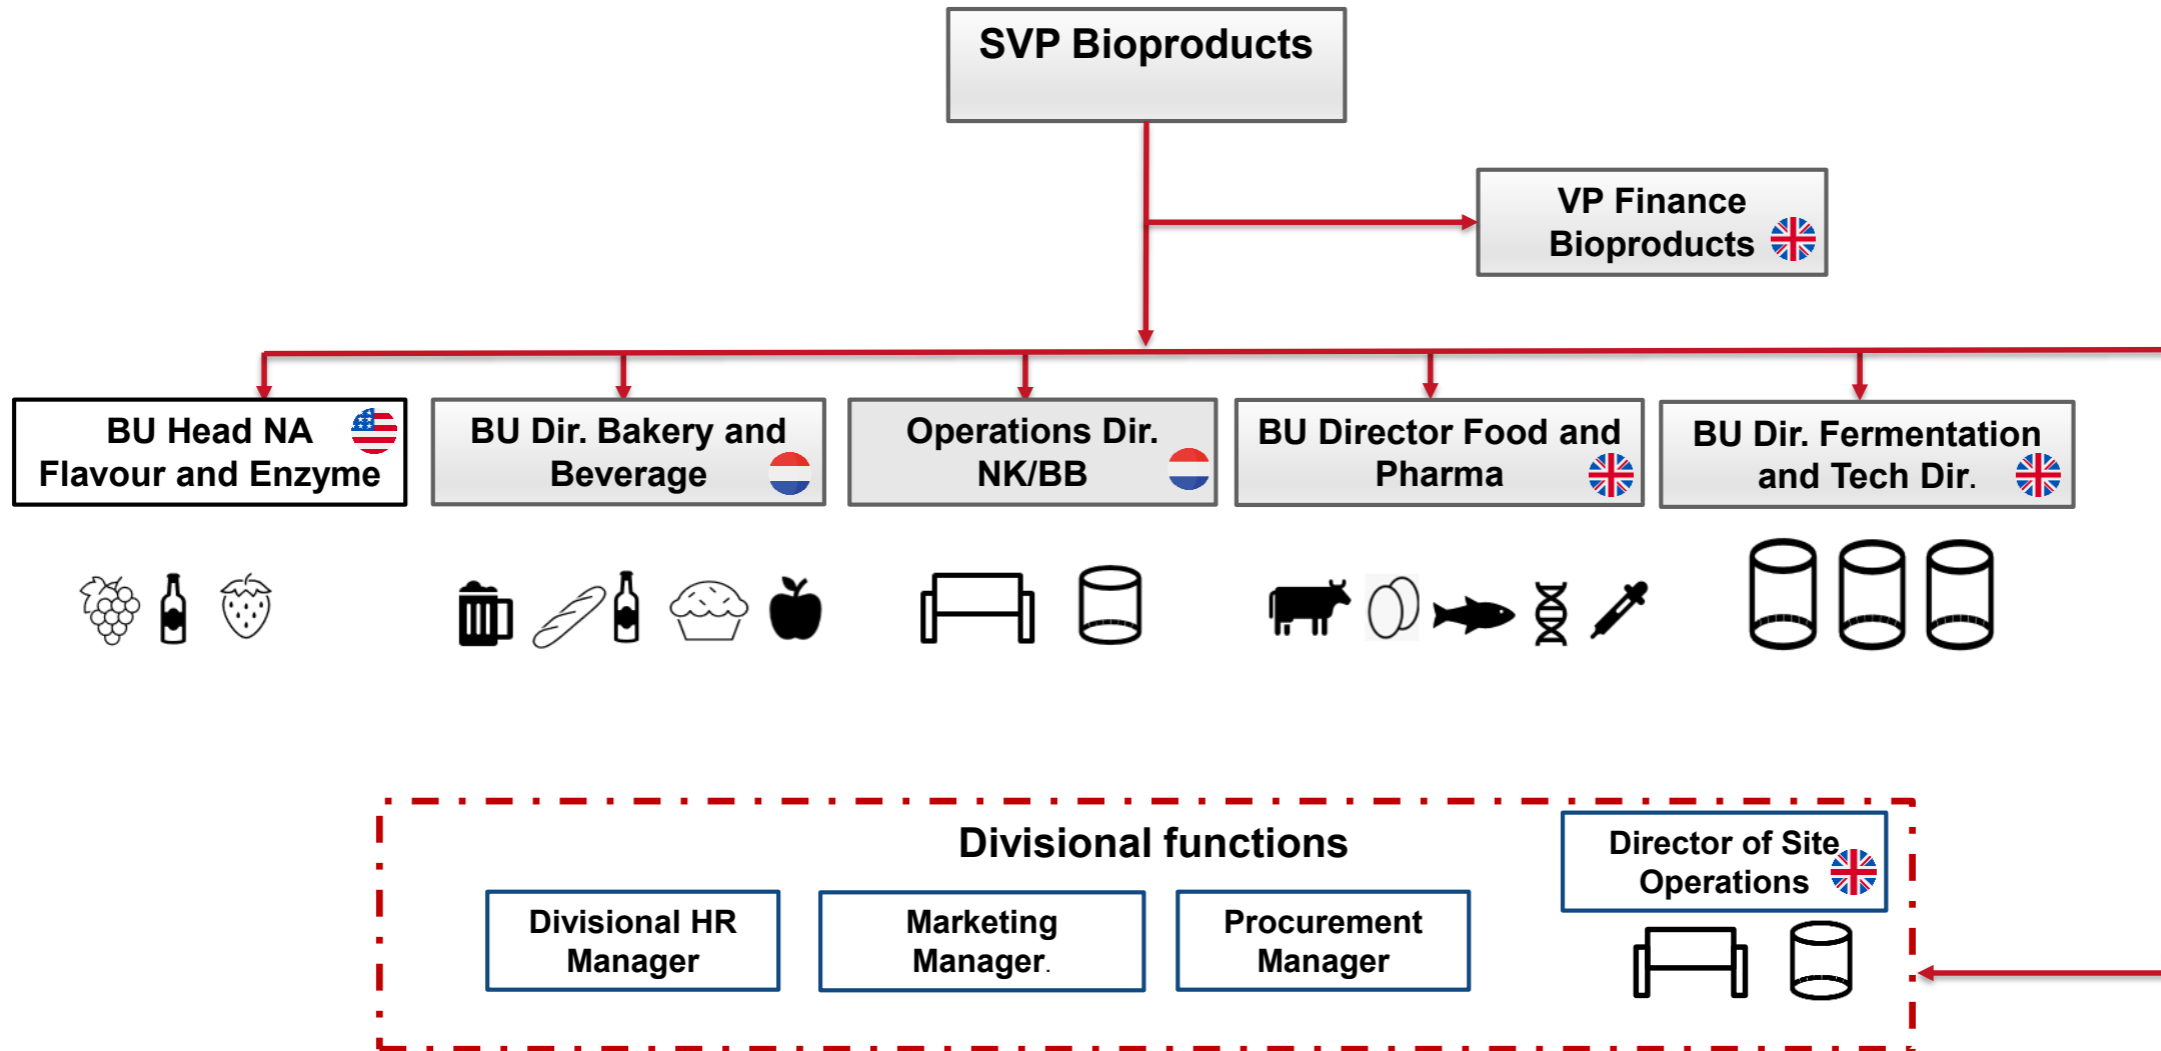 SVP Bioproducts
VP Finance
Bioproducts
BU Head NA
Flavour and Enzyme
BU Dir. Bakery and
Beverage
Operations Dir.
NK/BB
BU Director Food and
Pharma
BU Dir. Fermentation
and Tech Dir.
Divisional functions
Director of Site
Operations
Divisional HR
Manager
Marketing
Manager.
Procurement
Manager